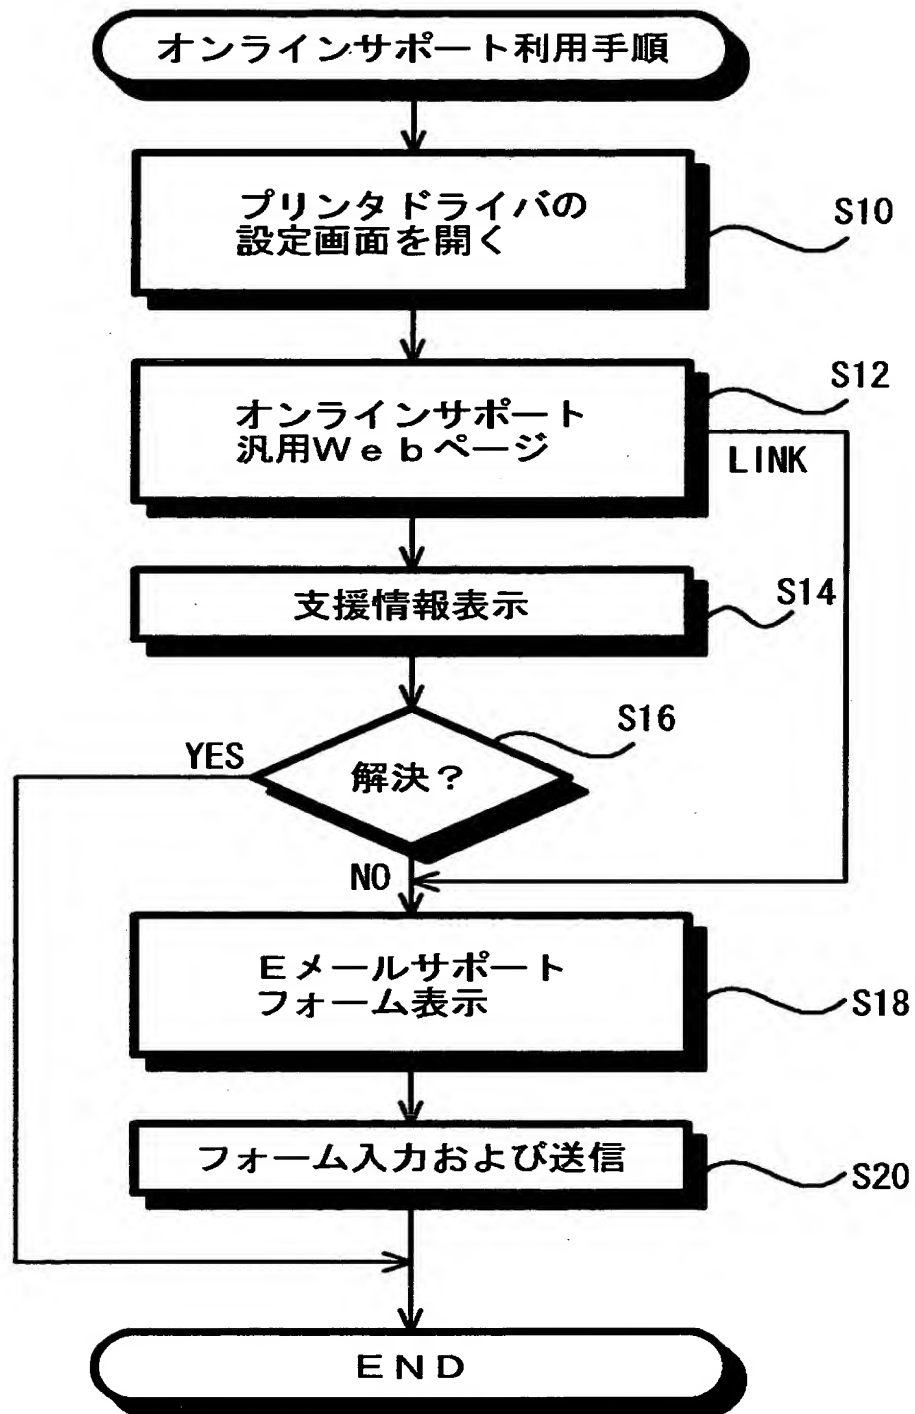 オンラインサポート利用手順
プリンタドライバの
設定画面を開く
S10
オンラインサポート
汎用Ｗｅｂページ
S12
LINK
支援情報表示
S14
解決？
S16
YES
NO
Ｅメールサポート
フォーム表示
S18
フォーム入力および送信
S20
ＥＮＤ